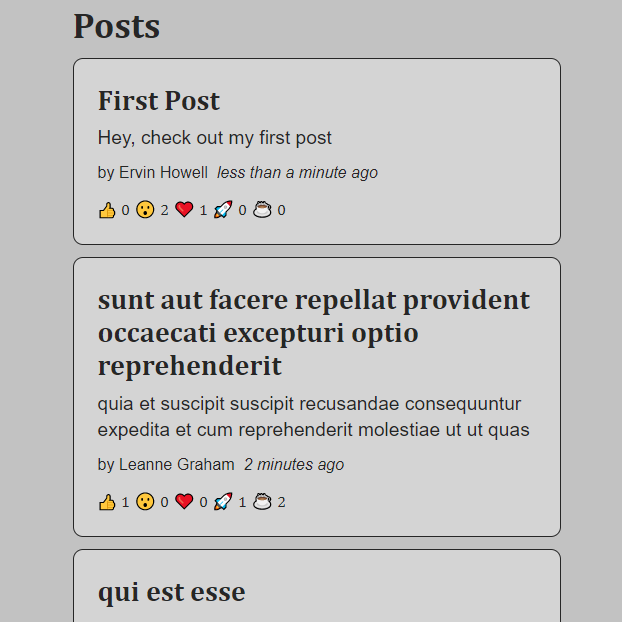 Posts
First Post
Hey, check out my first post
by Ervin Howell less than a minute ago
👍 0 😮 2 ❤️ 1 🚀 0 ☕ 0
sunt aut facere repellat provident
occaecati excepturi optio
reprehenderit
quia et suscipit suscipit recusandae consequuntur
expedita et cum reprehenderit molestiae ut ut quas
by Leanne Graham 2 minutes ago
👍 1 😮 0 ❤️ 0 🚀 1 ☕ 2
qui est esse